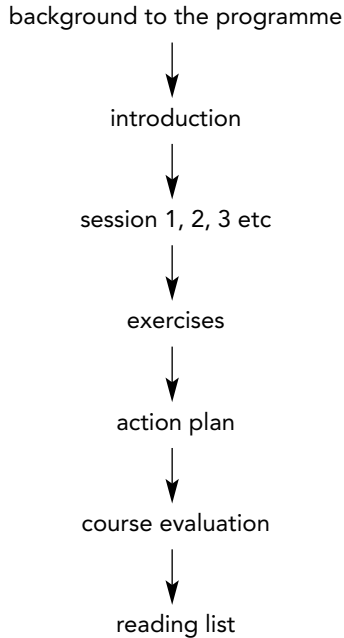 background to the programme
introduction
session 1, 2, 3 etc
exercises
action plan
course evaluation
reading list